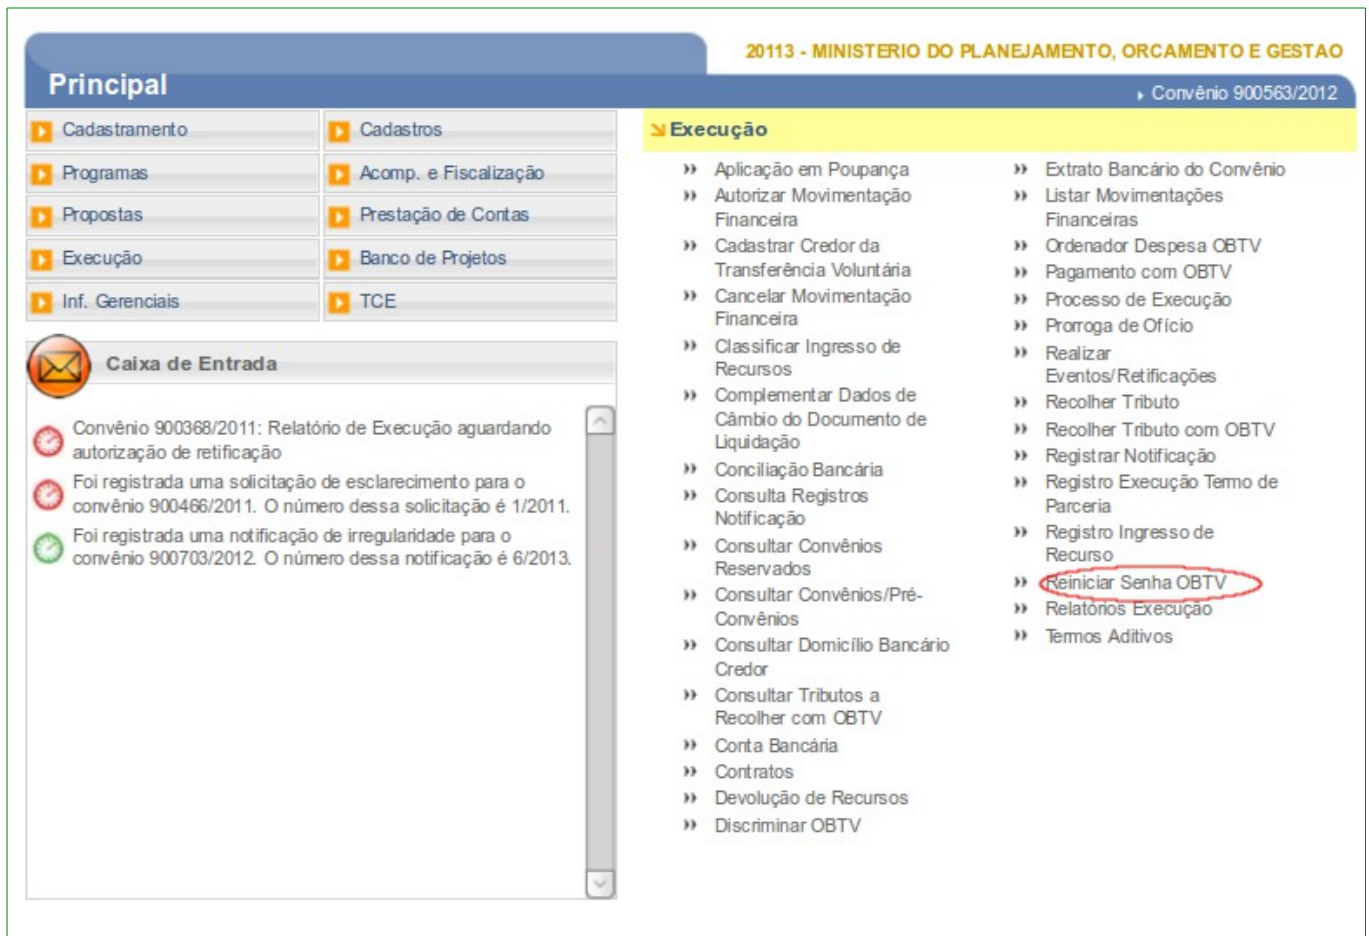 20113 - MINISTERIO DO PLANEJAMENTO, ORCAMENTO E GESTAO
Principal
Convênio 900563/2012
Cadastramento
Cadastros
Programas
Acomp. e Fiscalização
Propostas
Prestação de Contas
Execução
Banco de Projetos
Inf. Gerenciais
TCE
Caixa de Entrada
Convênio 900368/2011: Relatório de Execução aguardando
autorização de retificação
Foi registrada uma solicitação de esclarecimento para o
convênio 900466/2011. O número dessa solicitação é 1/2011.
Foi registrada uma notificação de irregularidade para o
convênio 900703/2012. O número dessa notificação é 6/2013.
Execução
Aplicação em Poupança
Autorizar Movimentação
Financeira
Cadastrar Credor da
Transferência Voluntária
Cancelar Movimentação
Financeira
Classificar Ingresso de
Recursos
Complementar Dados de
Câmbio do Documento de
Liquidação
Conciliação Bancária
Consulta Registros
Notificação
Consultar Convênios
Reservados
Consultar Convênios/Pré-
Convênios
Consultar Domicílio Bancário
Credor
Consultar Tributos a
Recolher com OBTV
Conta Bancária
Contratos
Devolução de Recursos
Discriminar OBTV
Extrato Bancário do Convênio
Listar Movimentações
Financeiras
Ordenador Despesa OBTV
Pagamento com OBTV
Processo de Execução
Prorroga de Ofício
Realizar
Eventos/Retificações
Recolher Tributo
Recolher Tributo com OBTV
Registrar Notificação
Registro Execução Termo de
Parceria
Registro Ingresso de
Recurso
Reiniciar Senha OBTV
Relatórios Execução
Termos Aditivos